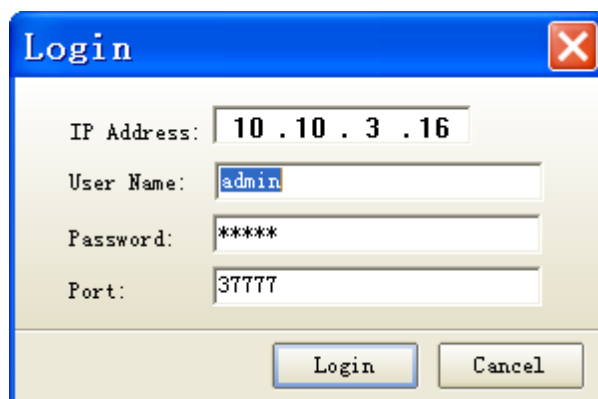 Login
IP Address: 10 . 10 . 3 . 16
User Name: admin
Password: *****
Port: 37777
Login Cancel